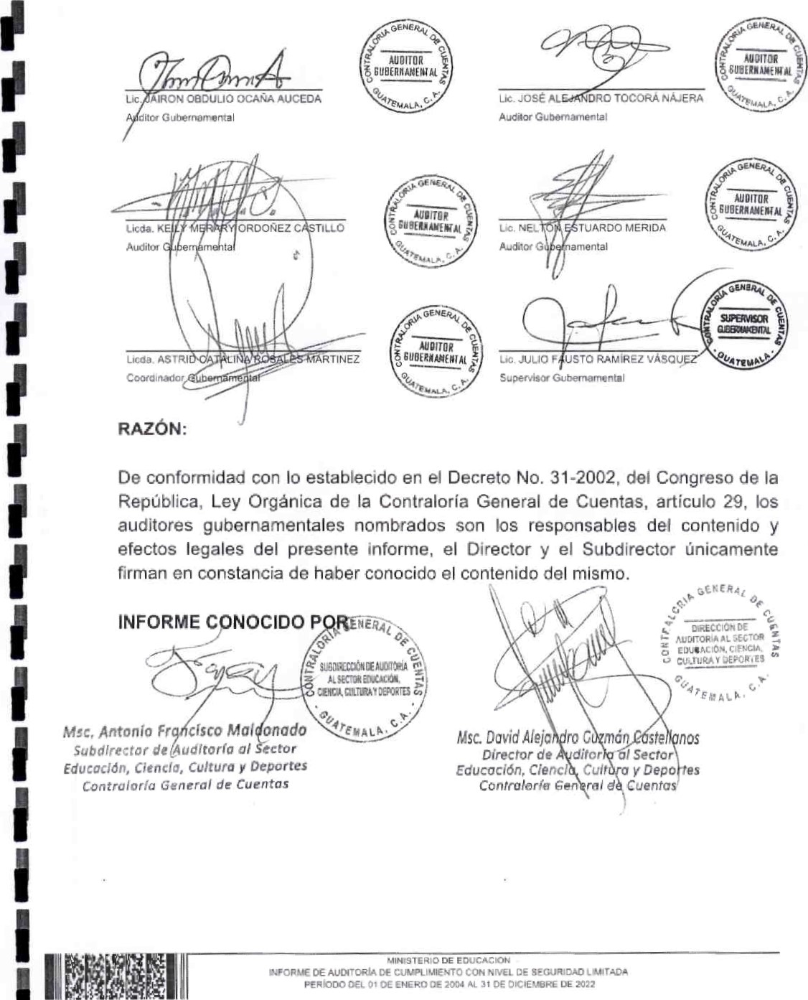 Lic. JAIRON OBDULIO OCAÑA AUCEDA
Auditor Gubernamental
CONTRALORIA GENERAL DE CUENTAS
AUDITOR
GUBERNAMENTAL
GUATEMALA, C. A.
Lic. JOSÉ ALEJANDRO TOCORÁ NÁJERA
Auditor Gubernamental
CONTRALORIA GENERAL DE CUENTAS
AUDITOR
GUBERNAMENTAL
GUATEMALA, C. A.
Licda. KEILY MERARY ORDOÑEZ CASTILLO
Auditor Gubernamental
CONTRALORIA GENERAL DE CUENTAS
AUDITOR
GUBERNAMENTAL
GUATEMALA, C. A.
Lic. NELTON ESTUARDO MERIDA
Auditor Gubernamental
CONTRALORIA GENERAL DE CUENTAS
AUDITOR
GUBERNAMENTAL
GUATEMALA, C. A.
Licda. ASTRID CATALINA ROSALES MARTINEZ
Coordinador Gubernamental
CONTRALORIA GENERAL DE CUENTAS
AUDITOR
GUBERNAMENTAL
GUATEMALA, C. A.
Lic. JULIO FAUSTO RAMÍREZ VÁSQUEZ
Supervisor Gubernamental
CONTRALORIA GENERAL DE CUENTAS
SUPERVISOR
GUBERNAMENTAL
GUATEMALA
RAZÓN:
De conformidad con lo establecido en el Decreto No. 31-2002, del Congreso de la
República, Ley Orgánica de la Contraloría General de Cuentas, artículo 29, los
auditores gubernamentales nombrados son los responsables del contenido y
efectos legales del presente informe, el Director y el Subdirector únicamente
firman en constancia de haber conocido el contenido del mismo.
INFORME CONOCIDO POR
CONTRALORIA GENERAL DE CUENTAS
SUBDIRECCIÓN DE AUDITORÍA
AL SECTOR EDUCACIÓN,
CIENCIA, CULTURA Y DEPORTES
GUATEMALA, C.A.
Msc. Antonio Francisco Maldonado
Subdirector de Auditoría al Sector
Educación, Ciencia, Cultura y Deportes
Contraloría General de Cuentas
CONTRALORIA GENERAL DE CUENTAS
DIRECCIÓN DE
AUDITORÍA AL SECTOR
EDUCACIÓN, CIENCIA,
CULTURA Y DEPORTES
GUATEMALA, C.A.
Msc. David Alejandro Guzmán Castellanos
Director de Auditoría al Sector
Educación, Ciencia, Cultura y Deportes
Contraloría General de Cuentas
MINISTERIO DE EDUCACION
INFORME DE AUDITORÍA DE CUMPLIMIENTO CON NIVEL DE SEGURIDAD LIMITADA
PERÍODO DEL 01 DE ENERO DE 2004 AL 31 DE DICIEMBRE DE 2022